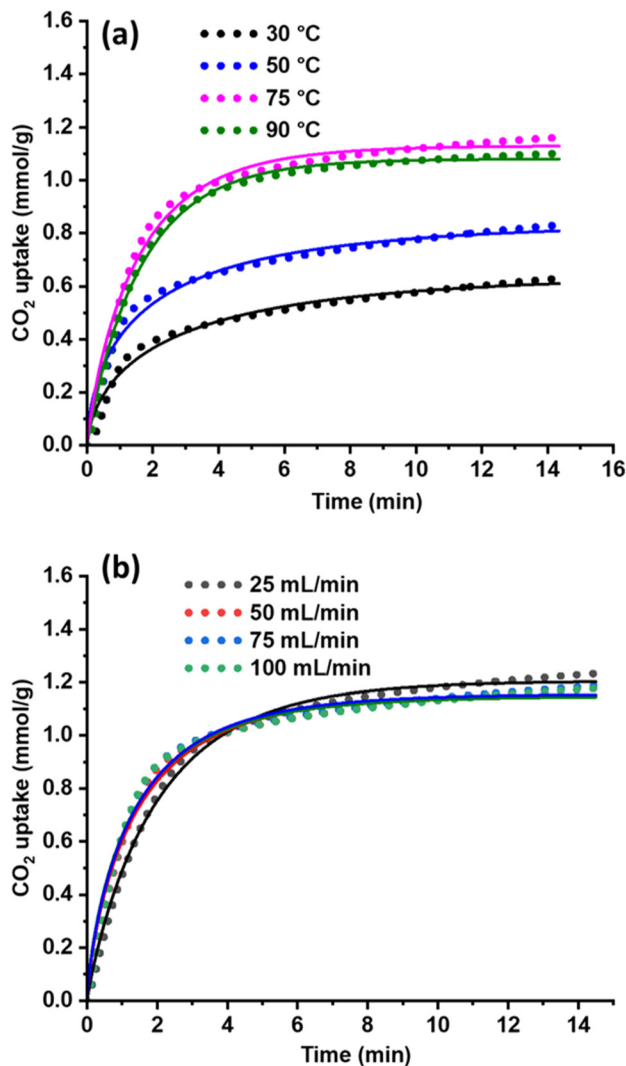 (a)
30 °C
50 °C
75 °C
90 °C
CO₂ uptake (mmol/g)
1.6
1.4
1.2
1.0
0.8
0.6
0.4
0.2
0.0
0 2 4 6 8 10 12 14 16
Time (min)
(b)
25 mL/min
50 mL/min
75 mL/min
100 mL/min
CO₂ uptake (mmol/g)
1.6
1.4
1.2
1.0
0.8
0.6
0.4
0.2
0.0
0 2 4 6 8 10 12 14
Time (min)